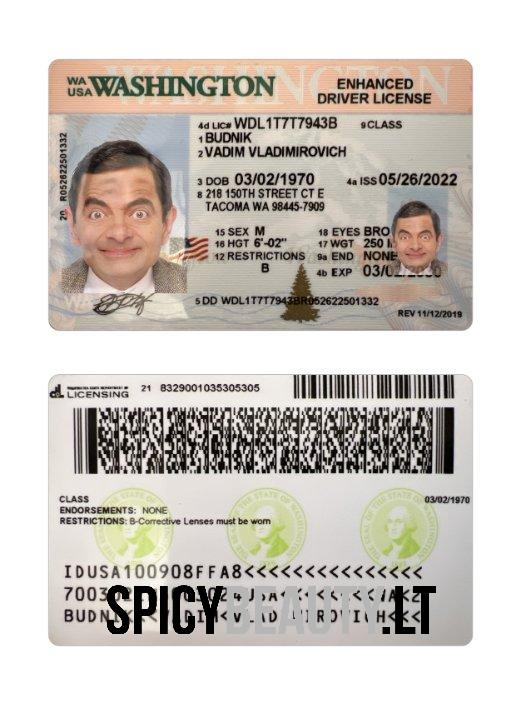 WA USA WASHINGTON
ENHANCED
DRIVER LICENSE
4d LIC# WDL1T7T7943B 9 CLASS
1 BUDNIK
2 VADIM VLADIMIROVICH
20 R052622501332
3 DOB 03/02/1970 4a ISS 05/26/2022
8 218 150TH STREET CT E
TACOMA WA 98445-7909
15 SEX M 18 EYES BRO
16 HGT 6'-02" 17 WGT 250
12 RESTRICTIONS 9a END NONE
B 4b EXP
5 DD WDL1T7T7943BR052622501332
REV 11/12/2019
LICENSING 21 8329001035305305
CLASS 03/02/1970
ENDORSEMENTS: NONE
RESTRICTIONS: B-Corrective Lenses must be worn
IDUSA100908FFA8<<<<<<<<<<<<<<<
SPICYBEAUTY.LT